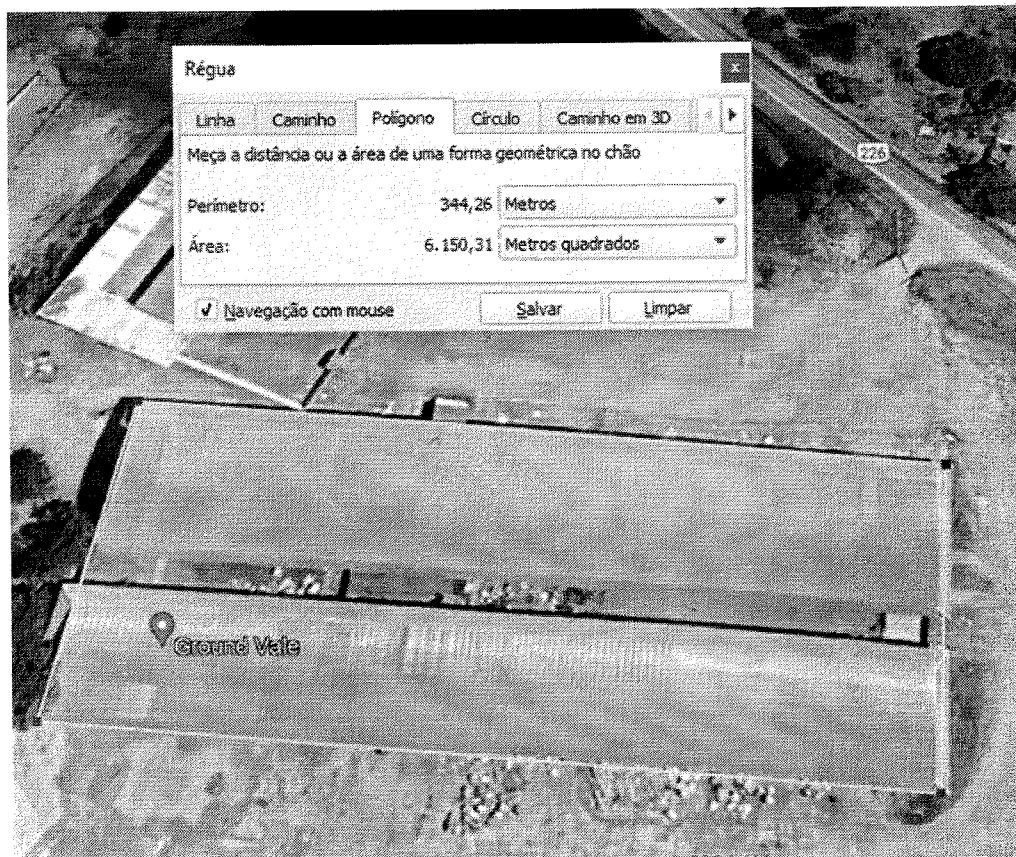 Régua
x
Linha Caminho Polígono Círculo Caminho em 3D
Meça a distância ou a área de uma forma geométrica no chão
Perímetro: 344,26 Metros
Área: 6.150,31 Metros quadrados
Navegação com mouse Salvar Limpar
226
Ground Vale